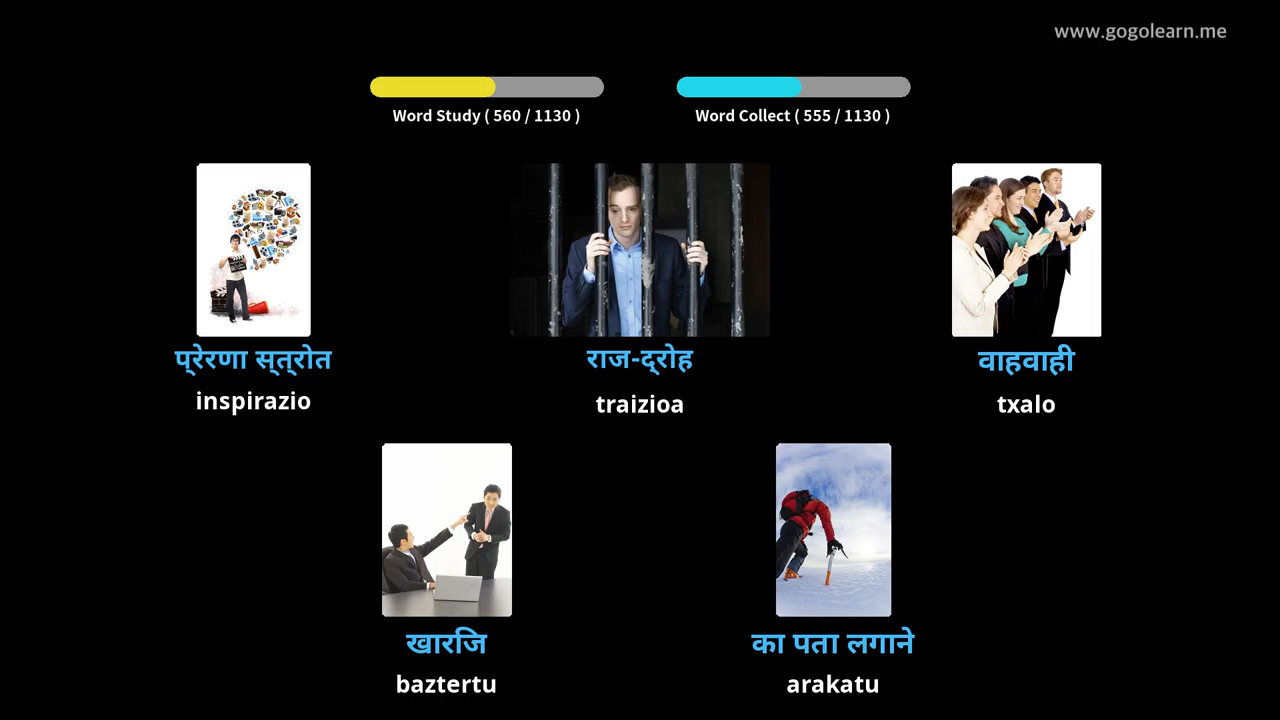 www.gogolearn.me
Word Study ( 560 / 1130 )
Word Collect ( 555 / 1130 )
प्रेरणा स्त्रोत
राज-द्रोह
वाहवाही
inspirazio
traizioa
txalo
खारजि
का पता लगाने
baztertu
arakatu